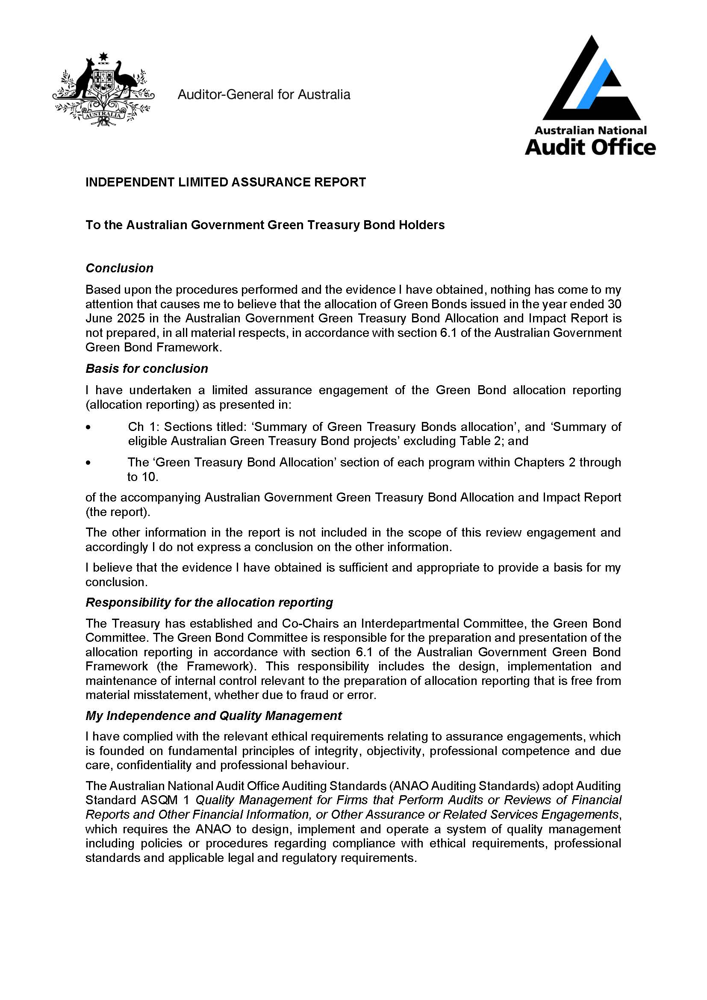 AUSTRALIA
Auditor-General for Australia
Australian National
Audit Office
INDEPENDENT LIMITED ASSURANCE REPORT
To the Australian Government Green Treasury Bond Holders
Conclusion
Based upon the procedures performed and the evidence I have obtained, nothing has come to my
attention that causes me to believe that the allocation of Green Bonds issued in the year ended 30
June 2025 in the Australian Government Green Treasury Bond Allocation and Impact Report is
not prepared, in all material respects, in accordance with section 6.1 of the Australian Government
Green Bond Framework.
Basis for conclusion
I have undertaken a limited assurance engagement of the Green Bond allocation reporting
(allocation reporting) as presented in:
• Ch 1: Sections titled: ‘Summary of Green Treasury Bonds allocation’, and ‘Summary of
eligible Australian Green Treasury Bond projects’ excluding Table 2; and
• The ‘Green Treasury Bond Allocation’ section of each program within Chapters 2 through
to 10.
of the accompanying Australian Government Green Treasury Bond Allocation and Impact Report
(the report).
The other information in the report is not included in the scope of this review engagement and
accordingly I do not express a conclusion on the other information.
I believe that the evidence I have obtained is sufficient and appropriate to provide a basis for my
conclusion.
Responsibility for the allocation reporting
The Treasury has established and Co-Chairs an Interdepartmental Committee, the Green Bond
Committee. The Green Bond Committee is responsible for the preparation and presentation of the
allocation reporting in accordance with section 6.1 of the Australian Government Green Bond
Framework (the Framework). This responsibility includes the design, implementation and
maintenance of internal control relevant to the preparation of allocation reporting that is free from
material misstatement, whether due to fraud or error.
My Independence and Quality Management
I have complied with the relevant ethical requirements relating to assurance engagements, which
is founded on fundamental principles of integrity, objectivity, professional competence and due
care, confidentiality and professional behaviour.
The Australian National Audit Office Auditing Standards (ANAO Auditing Standards) adopt Auditing
Standard ASQM 1 Quality Management for Firms that Perform Audits or Reviews of Financial
Reports and Other Financial Information, or Other Assurance or Related Services Engagements,
which requires the ANAO to design, implement and operate a system of quality management
including policies or procedures regarding compliance with ethical requirements, professional
standards and applicable legal and regulatory requirements.